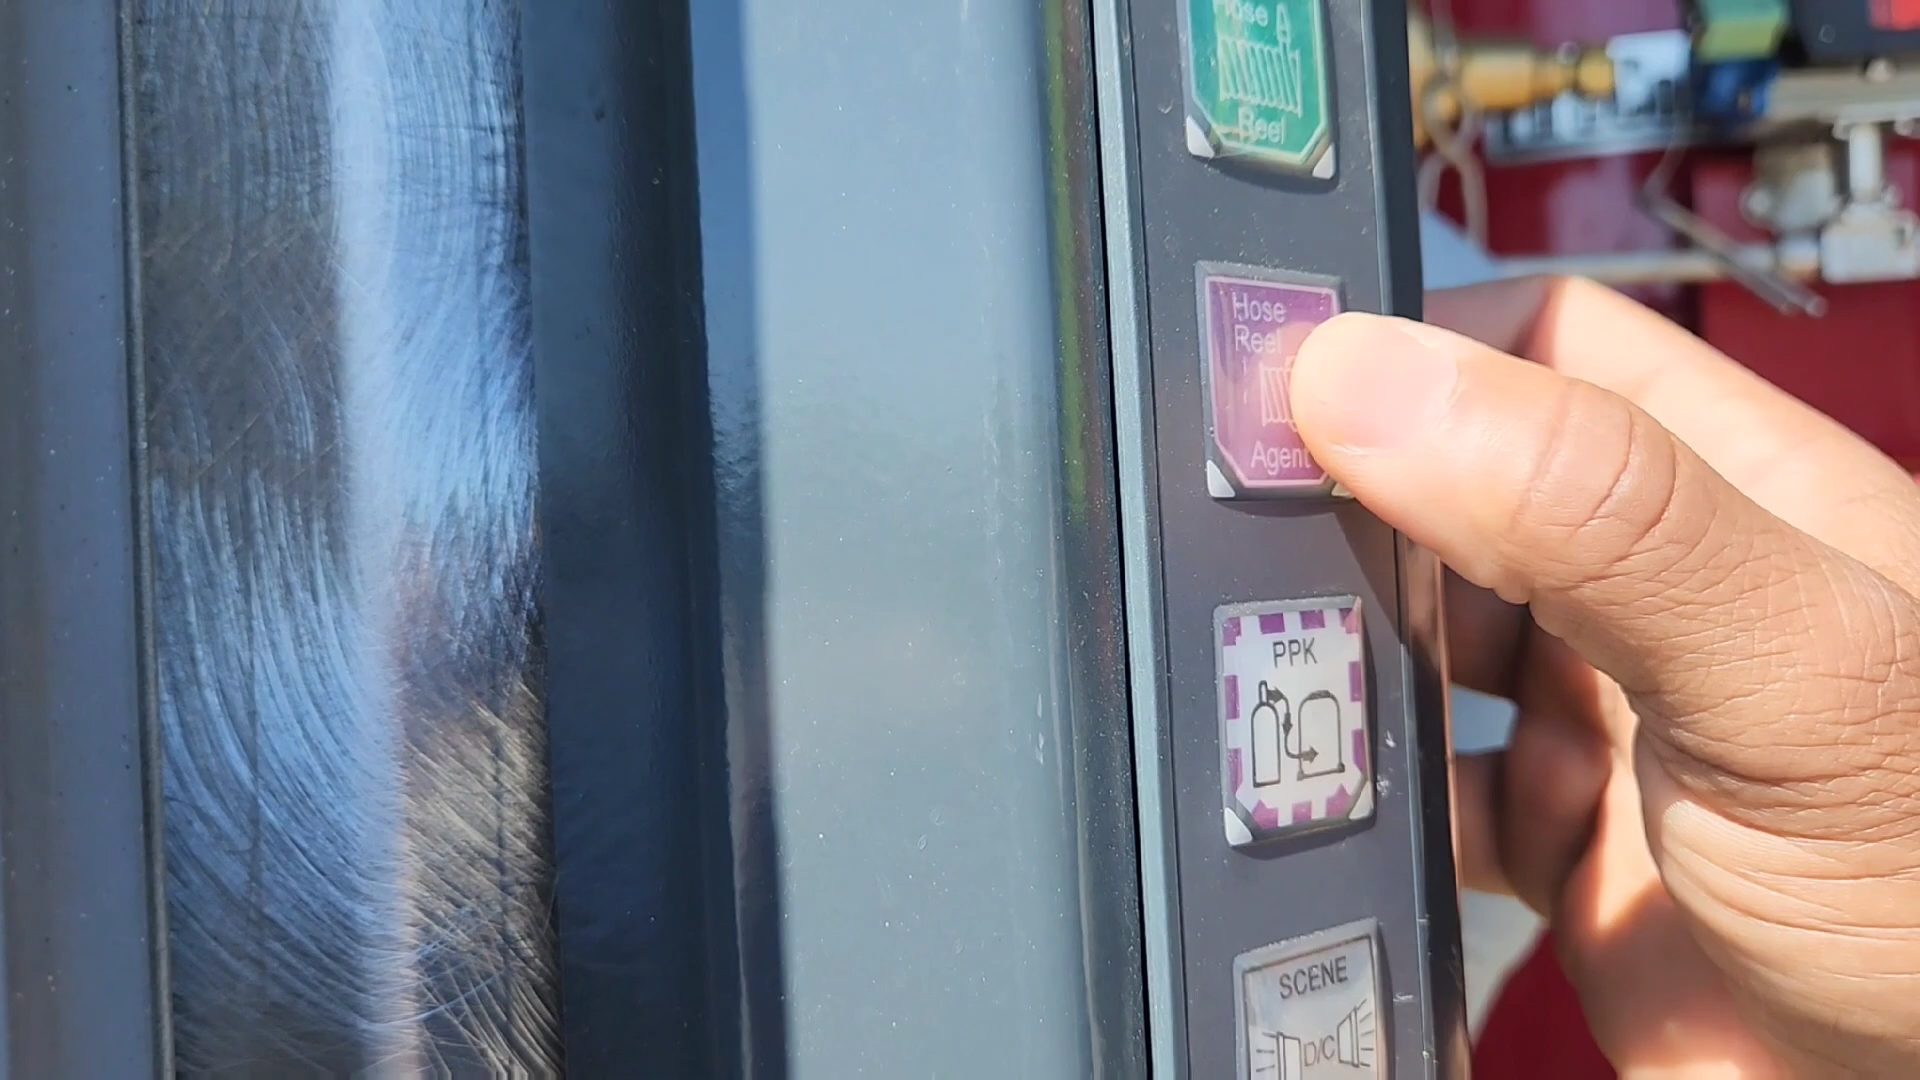 Hose A
Reel
Hose
Reel
Agent
PPK
SCENE
D/C